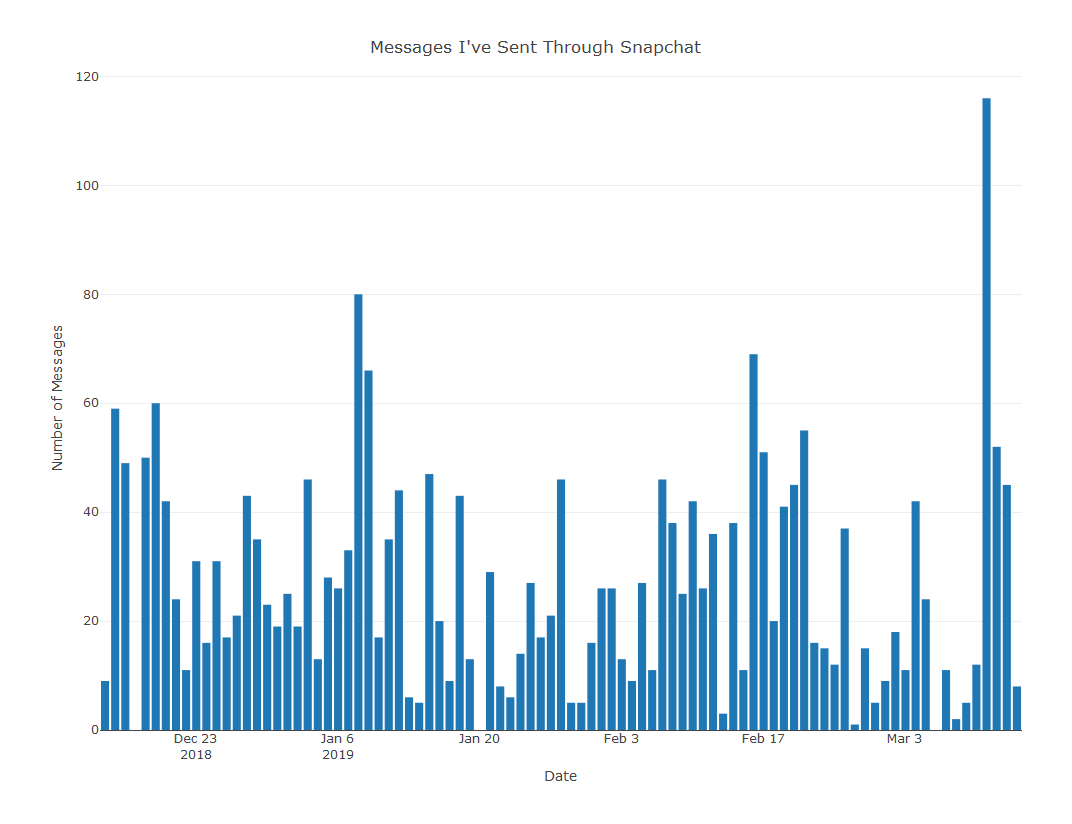 Messages I've Sent Through Snapchat
120
100
80
60
40
20
0
Number of Messages
Dec 23
2018
Jan 6
2019
Jan 20
Feb 3
Feb 17
Mar 3
Date